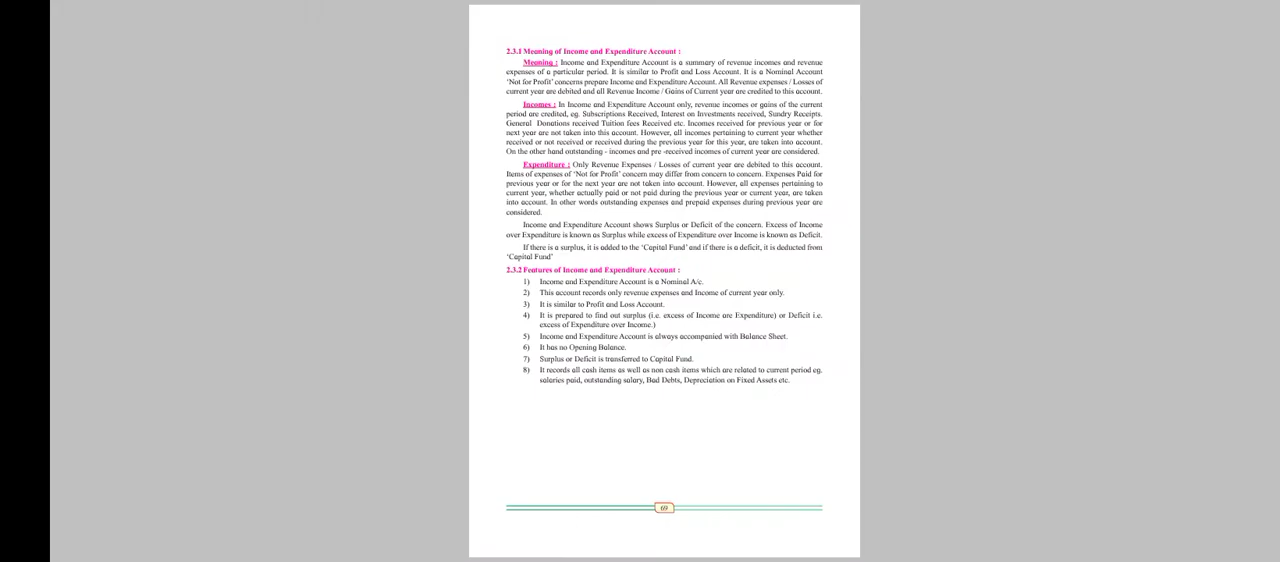 2.3.1 Meaning of Income and Expenditure Account :
Meaning : Income and Expenditure Account is a summary of revenue incomes and revenue
expenses of a particular period. It is similar to Profit and Loss Account. It is a Nominal Account
‘Not for Profit’ concerns prepare Income and Expenditure Account. All Revenue expenses / Losses of
current year are debited and all Revenue Income / Gains of Current year are credited to this account.
Incomes : In Income and Expenditure Account only, revenue incomes or gains of the current
period are credited, eg. Subscriptions Received, Interest on Investments received, Sundry Receipts.
General Donations received Tuition fees Received etc. Incomes received for previous year or for
next year are not taken into this account. However, all incomes pertaining to current year whether
received or not received or received during the previous year for this year, are taken into account.
On the other hand outstanding - incomes and pre -received incomes of current year are considered.
Expenditure : Only Revenue Expenses / Losses of current year are debited to this account.
Items of expenses of ‘Not for Profit’ concern may differ from concern to concern. Expenses Paid for
previous year or for the next year are not taken into account. However, all expenses pertaining to
current year, whether actually paid or not paid during the previous year or current year, are taken
into account. In other words outstanding expenses and prepaid expenses during previous year are
considered.
Income and Expenditure Account shows Surplus or Deficit of the concern. Excess of Income
over Expenditure is known as Surplus while excess of Expenditure over Income is known as Deficit.
If there is a surplus, it is added to the ‘Capital Fund’ and if there is a deficit, it is deducted from
‘Capital Fund’
2.3.2 Features of Income and Expenditure Account :
1) Income and Expenditure Account is a Nominal A/c.
2) This account records only revenue expenses and Income of current year only.
3) It is similar to Profit and Loss Account.
4) It is prepared to find out surplus (i.e. excess of Income are Expenditure) or Deficit i.e.
excess of Expenditure over Income.)
5) Income and Expenditure Account is always accompanied with Balance Sheet.
6) It has no Opening Balance.
7) Surplus or Deficit is transferred to Capital Fund.
8) It records all cash items as well as non cash items which are related to current period eg.
salaries paid, outstanding salary, Bad Debts, Depreciation on Fixed Assets etc.
69